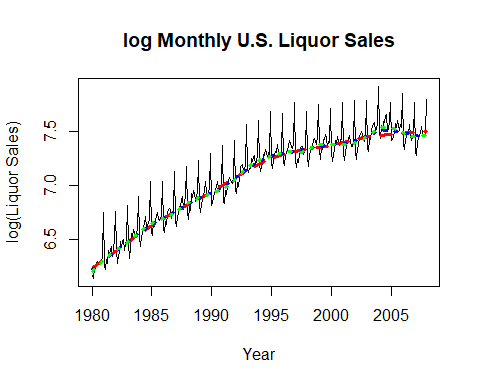 log Monthly U.S. Liquor Sales
log(Liquor Sales)
7.5
7.0
6.5
1980 1985 1990 1995 2000 2005
Year